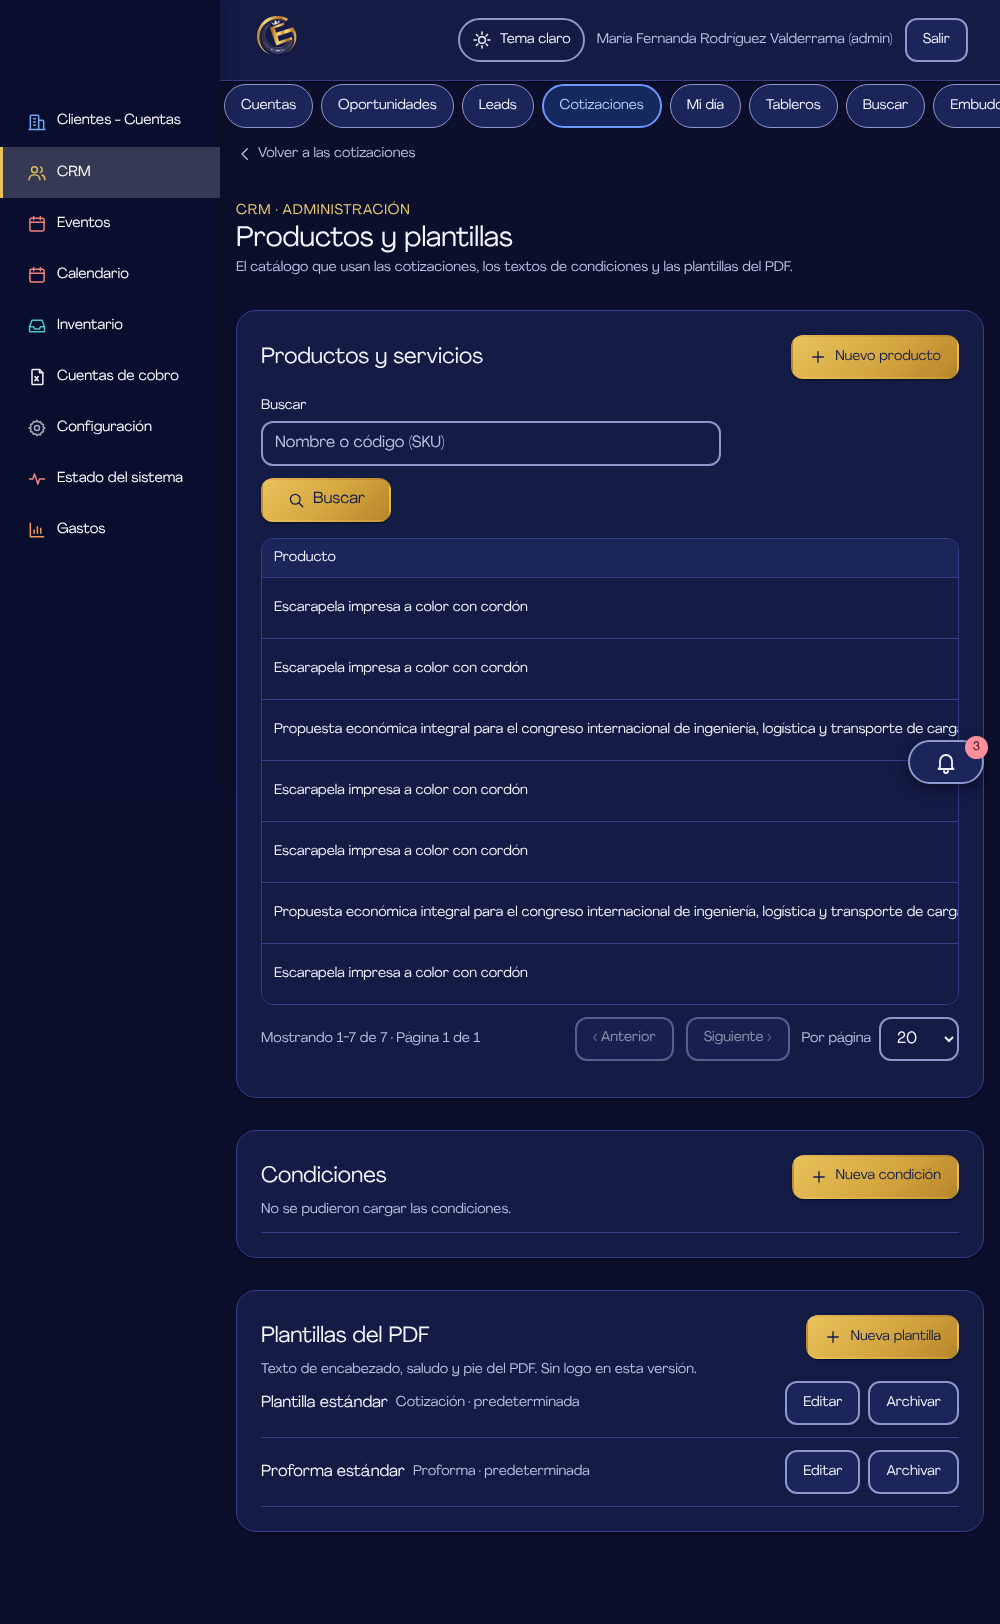 Tema claro
María Fernanda Rodríguez Valderrama (admin)
Salir
Clientes - Cuentas
CRM
Eventos
Calendario
Inventario
Cuentas de cobro
Configuración
Estado del sistema
Gastos
Cuentas
Oportunidades
Leads
Cotizaciones
Mi día
Tableros
Buscar
Embudo
Volver a las cotizaciones
CRM · ADMINISTRACIÓN
Productos y plantillas
El catálogo que usan las cotizaciones, los textos de condiciones y las plantillas del PDF.
Productos y servicios
Nuevo producto
Buscar
Nombre o código (SKU)
Buscar
Producto
Escarapela impresa a color con cordón
Escarapela impresa a color con cordón
Propuesta económica integral para el congreso internacional de ingeniería, logística y transporte de carga
3
Escarapela impresa a color con cordón
Escarapela impresa a color con cordón
Propuesta económica integral para el congreso internacional de ingeniería, logística y transporte de carga
Escarapela impresa a color con cordón
Mostrando 1-7 de 7 · Página 1 de 1
‹ Anterior
Siguiente ›
Por página
20
Condiciones
Nueva condición
No se pudieron cargar las condiciones.
Plantillas del PDF
Nueva plantilla
Texto de encabezado, saludo y pie del PDF. Sin logo en esta versión.
Plantilla estándar Cotización · predeterminada
Editar
Archivar
Proforma estándar Proforma · predeterminada
Editar
Archivar